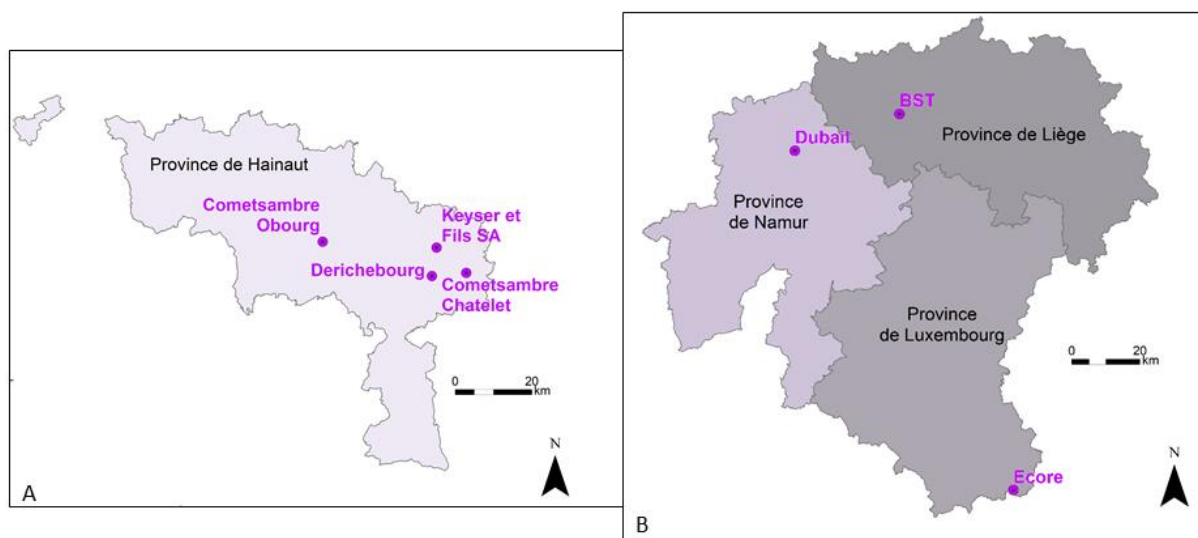 Province de Hainaut
Cometsambre
Obourg
Keyser et
Fils SA
Derichebourg
Cometsambre
Chatelet
0 20
km
N
A
BST
Province de Liège
Dubail
Province
de Namur
Province
de Luxembourg
0 20
km
Ecore
N
B